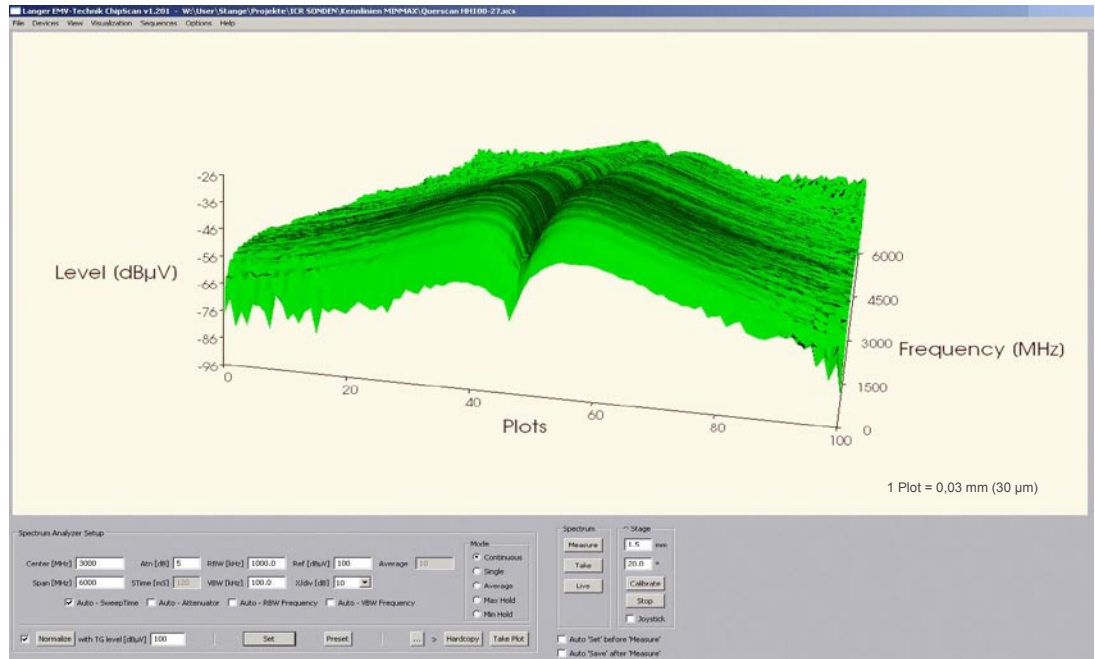 Langer EMV-Technik ChipScan v1.201 - W:\User\Stange\Projekte\ICR SONDEN\Kennlinien MINMAX\Querscan HH100-27.xcs
File Devices View Visualization Sequences Options Help
-26
-36
-46
-56
-66
-76
-86
-96
Level (dBµV)
0
20
40
60
80
100
Plots
6000
4500
3000
1500
0
Frequency (MHz)
1 Plot = 0,03 mm (30 µm)
Spectrum Analyzer Setup
Center [MHz] 3000 Atn [dB] 5 RBW [kHz] 1000.0 Ref [dBµV] 100 Average 10
Span [MHz] 6000 STime [mS] 120 VBW [kHz] 100.0 X/div [dB] 10
Auto - SweepTime Auto - Attenuator Auto - RBW Frequency Auto - VBW Frequency
Mode
Continuous
Single
Average
Max Hold
Min Hold
Normalize with TG level [dBµV] 100 Set Preset ... > Hardcopy Take Plot
Spectrum
Measure
Take
Live
^ Stage
1.5 mm
20.0 °
Calibrate
Stop
Joystick
Auto 'Set' before 'Measure'
Auto 'Save' after 'Measure'